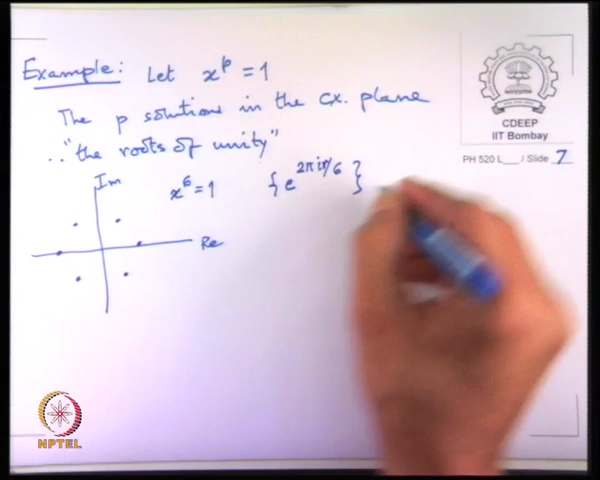 Example: Let x^p = 1
The p solutions in the cx. plane
∴ "the roots of unity"
Im
x^6 = 1 { e^{2πir/6} }
Re
CDEEP
IIT Bombay
PH 520 L___ / Slide 7
NPTEL